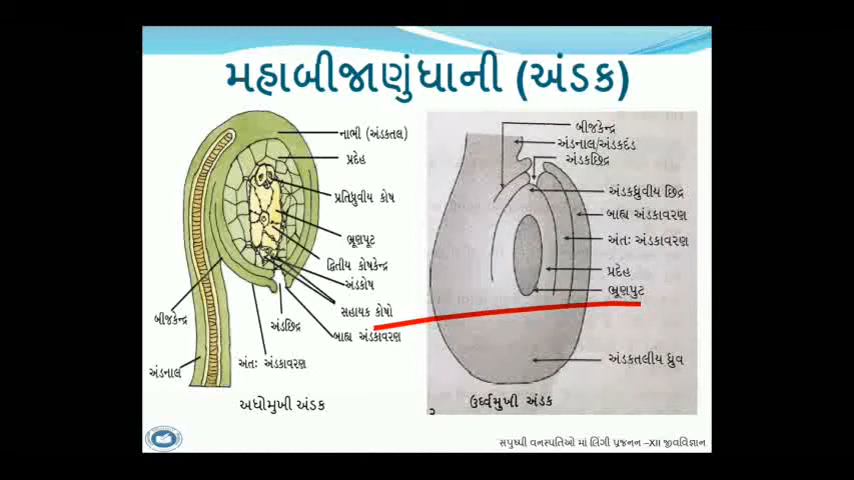 મહાબીજાણુંધાની (અંડક)
નાભી (અંડકતલ)
પ્રદેહ
પ્રતિધ્રુવીય કોષ
ભ્રૂણપૂટ
દ્વિતીય કોષકેન્દ્ર
અંડકોષ
સહાયક કોષો
બાહ્ય અંડકાવરણ
બીજકેન્દ્ર
અંડછિદ્ર
અંતઃ અંડકાવરણ
અંડનાલ
અધોમુખી અંડક
બીજકેન્દ્ર
અંડનાલ/અંડકદંડ
અંડકછિદ્ર
અંડકધ્રુવીય છિદ્ર
બાહ્ય અંડકાવરણ
અંતઃ અંડકાવરણ
પ્રદેહ
ભ્રૂણપુટ
અંડકતલીય ધ્રુવ
ઉર્ધ્વમુખી અંડક
સપુષ્પી વનસ્પતિઓ માં લિંગી પ્રજનન –XII જીવવિજ્ઞાન